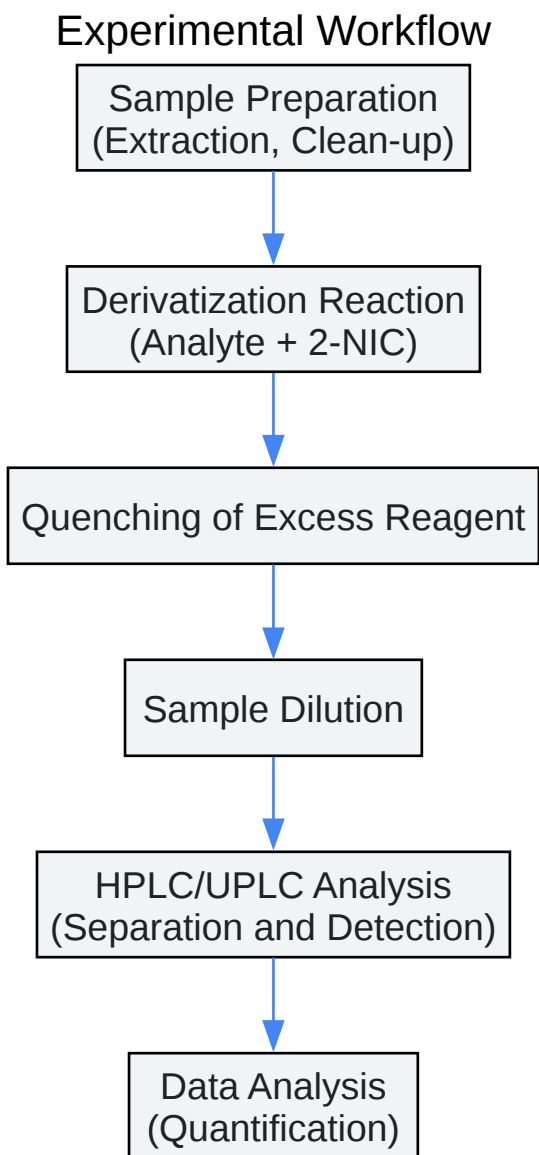 Experimental Workflow
Sample Preparation
(Extraction, Clean-up)
Derivatization Reaction
(Analyte + 2-NIC)
Quenching of Excess Reagent
Sample Dilution
HPLC/UPLC Analysis
(Separation and Detection)
Data Analysis
(Quantification)